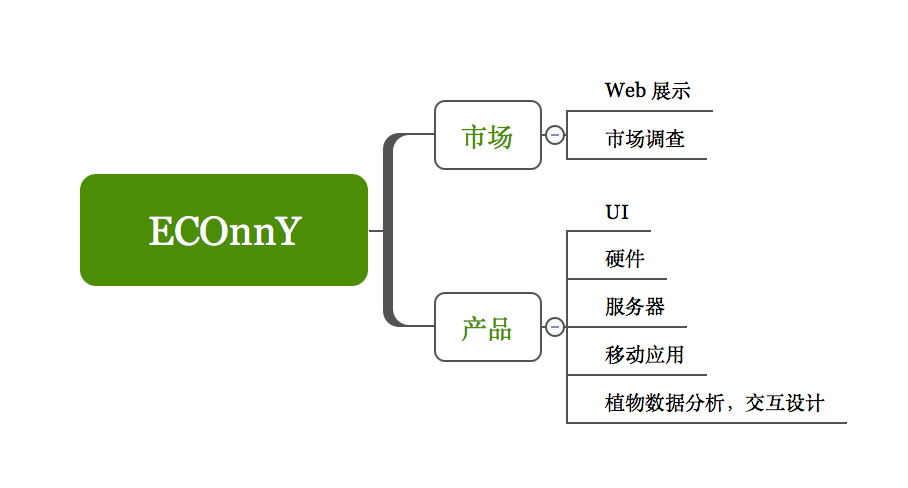 ECOnnY
市场
Web 展示
市场调查
产品
UI
硬件
服务器
移动应用
植物数据分析，交互设计